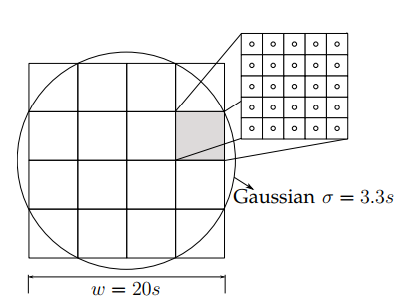 Gaussian σ = 3.3s
w = 20s